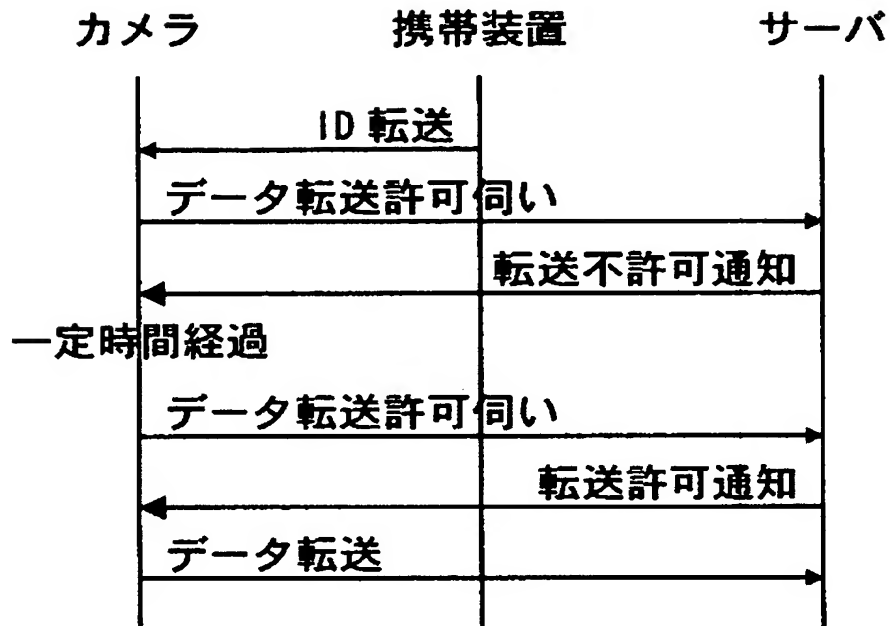 カメラ 携帯装置 サーバ
ID 転送
データ転送許可伺い
転送不許可通知
一定時間経過
データ転送許可伺い
転送許可通知
データ転送